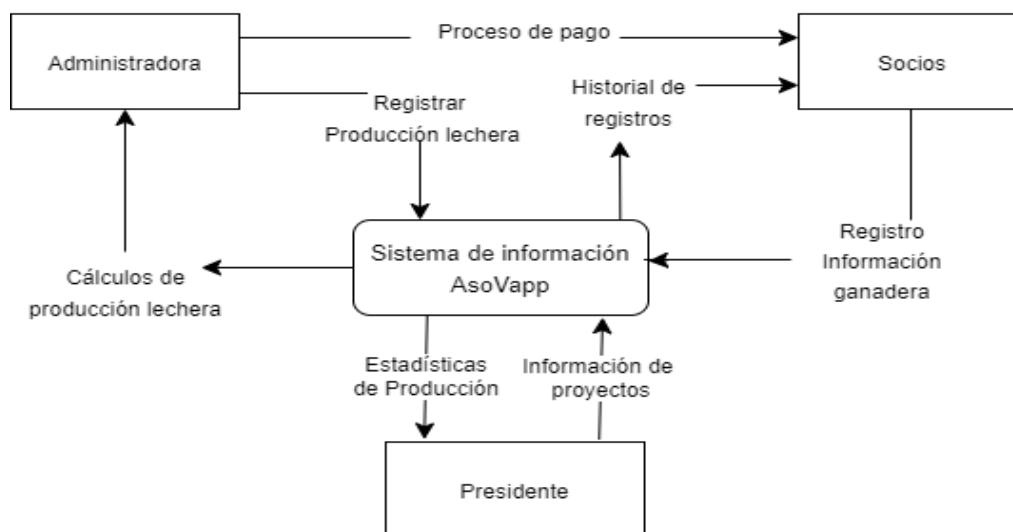 Proceso de pago
Administradora
Socios
Registrar
Producción lechera
Historial de
registros
Sistema de información
AsoVapp
Registro
Información
ganadera
Cálculos de
producción lechera
Estadísticas
de Producción
Información de
proyectos
Presidente